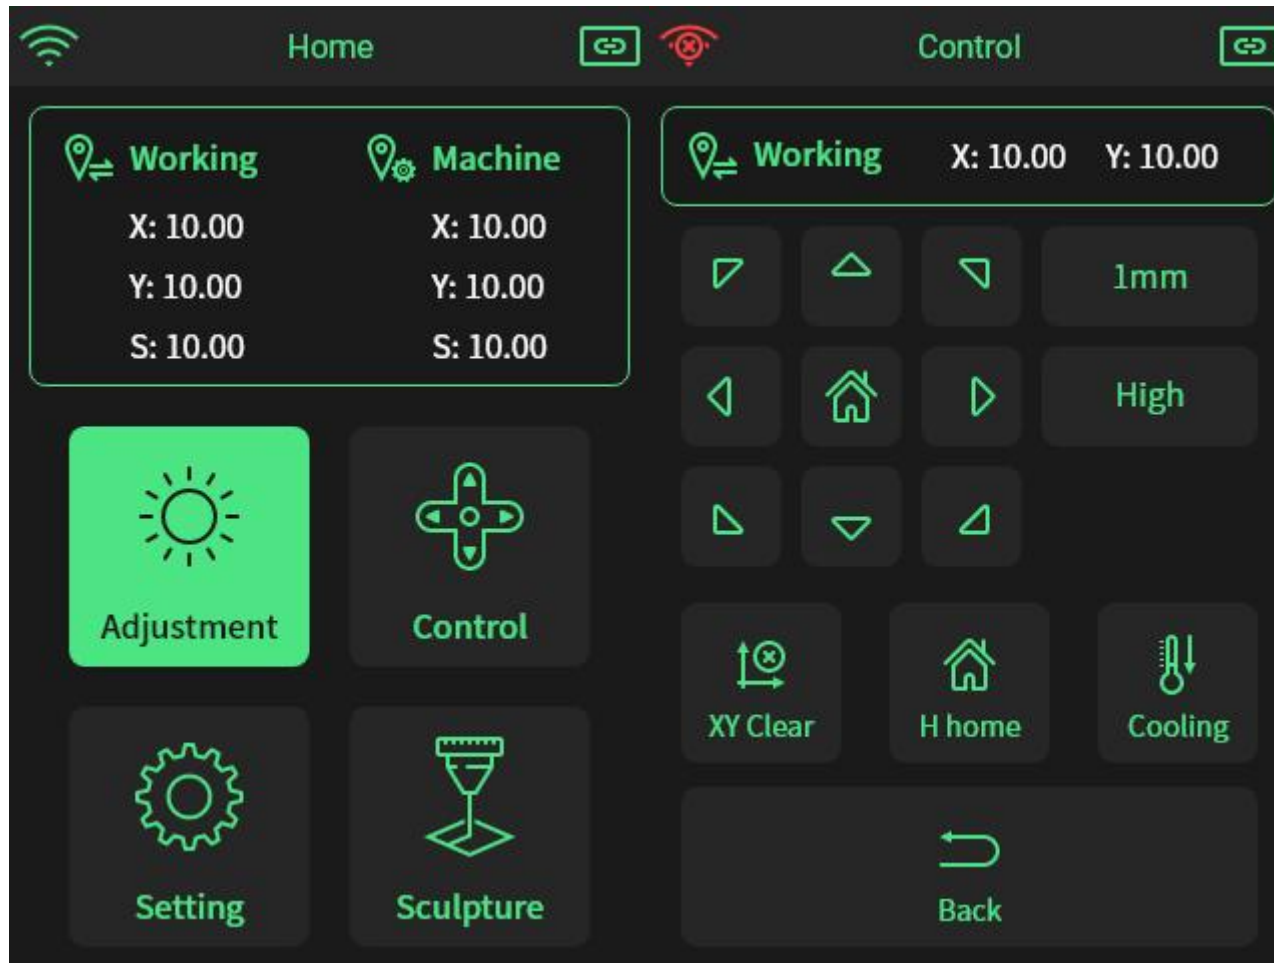 Home
Working
Machine
X: 10.00
X: 10.00
Y: 10.00
Y: 10.00
S: 10.00
S: 10.00
Adjustment
Control
Setting
Sculpture
Control
Working X: 10.00 Y: 10.00
1mm
High
XY Clear
H home
Cooling
Back